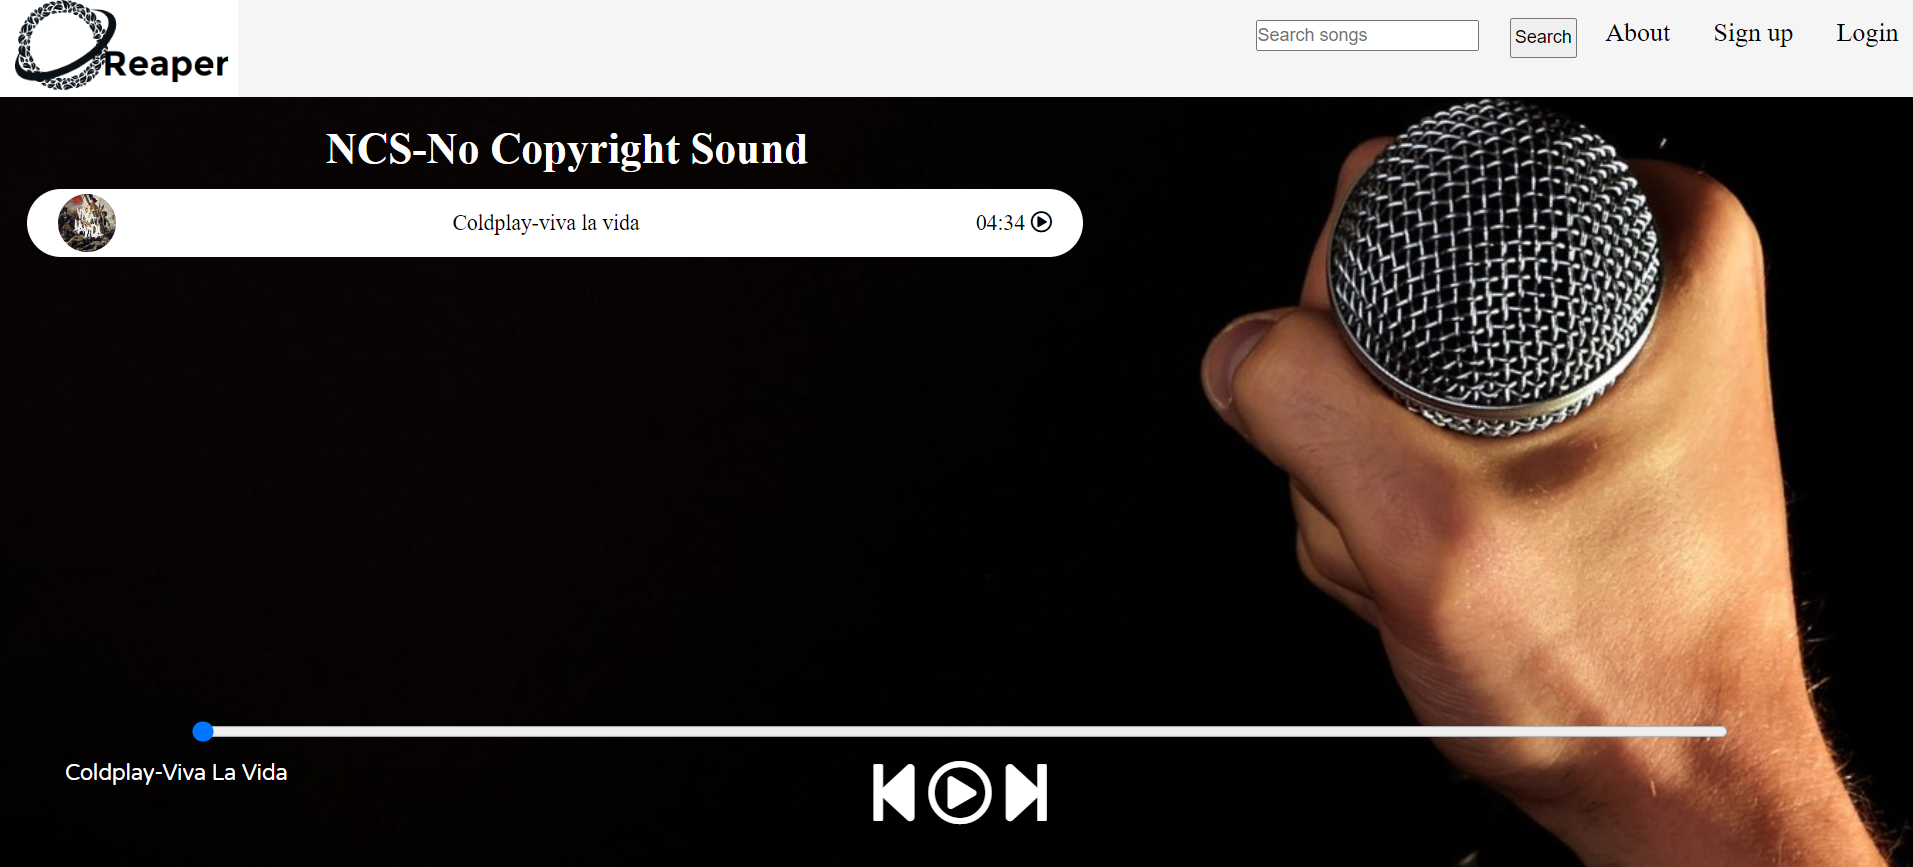 Reaper
Search songs
Search
About
Sign up
Login
NCS-No Copyright Sound
Coldplay-viva la vida
04:34
Coldplay-Viva La Vida